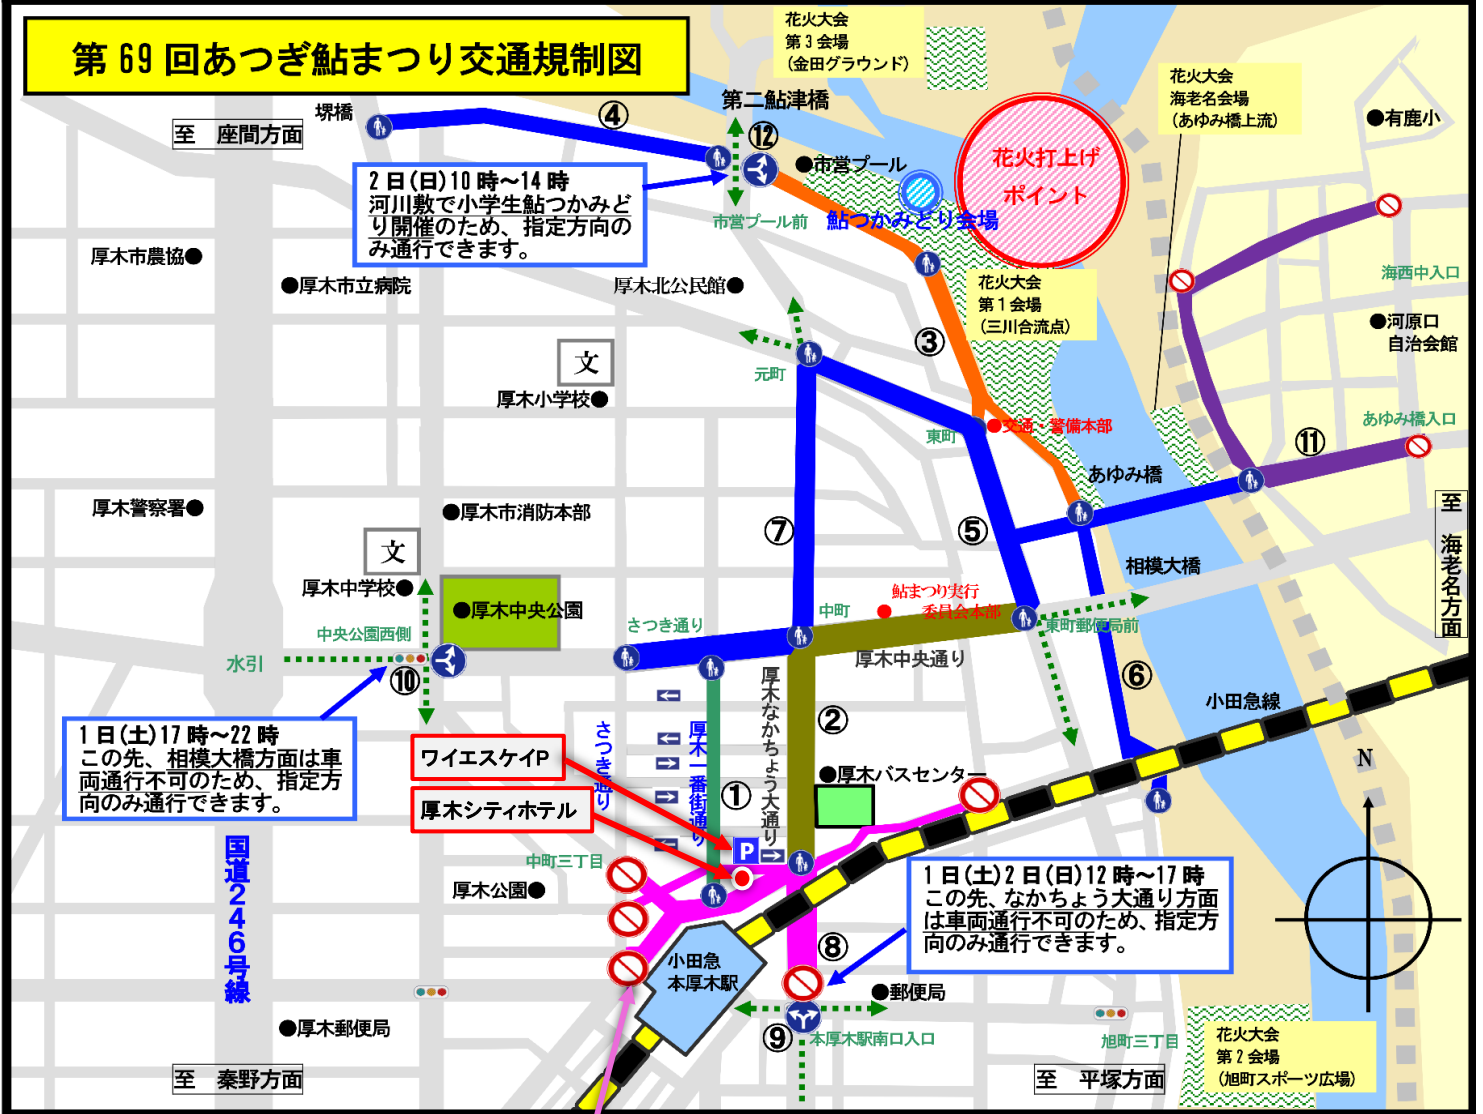 第69回あつぎ鮎まつり交通規制図
花火大会
第3会場
(金田グラウンド)
花火大会
海老名会場
(あゆみ橋上流)
●有鹿小
至 座間方面
堺橋
④
第二鮎津橋
⑫
●市営プール
花火打上げ
ポイント
2日(日)10時～14時
河川敷で小学生鮎つかみど
り開催のため、指定方向の
み通行できます。
市営プール前
鮎つかみどり会場
厚木市農協●
●厚木市立病院
厚木北公民館●
花火大会
第1会場
(三川合流点)
海西中入口
●河原口
自治会館
③
文
元町
厚木小学校●
東町
●交通・警備本部
あゆみ橋入口
⑪
あゆみ橋
厚木警察署●
●厚木市消防本部
⑦
⑤
至 海老名方面
文
相模大橋
厚木中学校●
●厚木中央公園
鮎まつり実行
委員会本部
中町
さつき通り
中央公園西側
東町郵便局前
水引
⑩
厚木中央通り
⑥
小田急線
1日(土)17時～22時
この先、相模大橋方面は車
両通行不可のため、指定方
向のみ通行できます。
さつき通り
厚木一番街通り
厚木なかちょう大通り
②
①
ワイエスケイP
厚木シティホテル
●厚木バスセンター
N
P
中町三丁目
厚木公園●
国道246号線
1日(土)2日(日)12時～17時
この先、なかちょう大通り方面
は車両通行不可のため、指定方
向のみ通行できます。
⑧
小田急
本厚木駅
●郵便局
●厚木郵便局
⑨
本厚木駅南口入口
旭町三丁目
花火大会
第2会場
(旭町スポーツ広場)
至 秦野方面
至 平塚方面